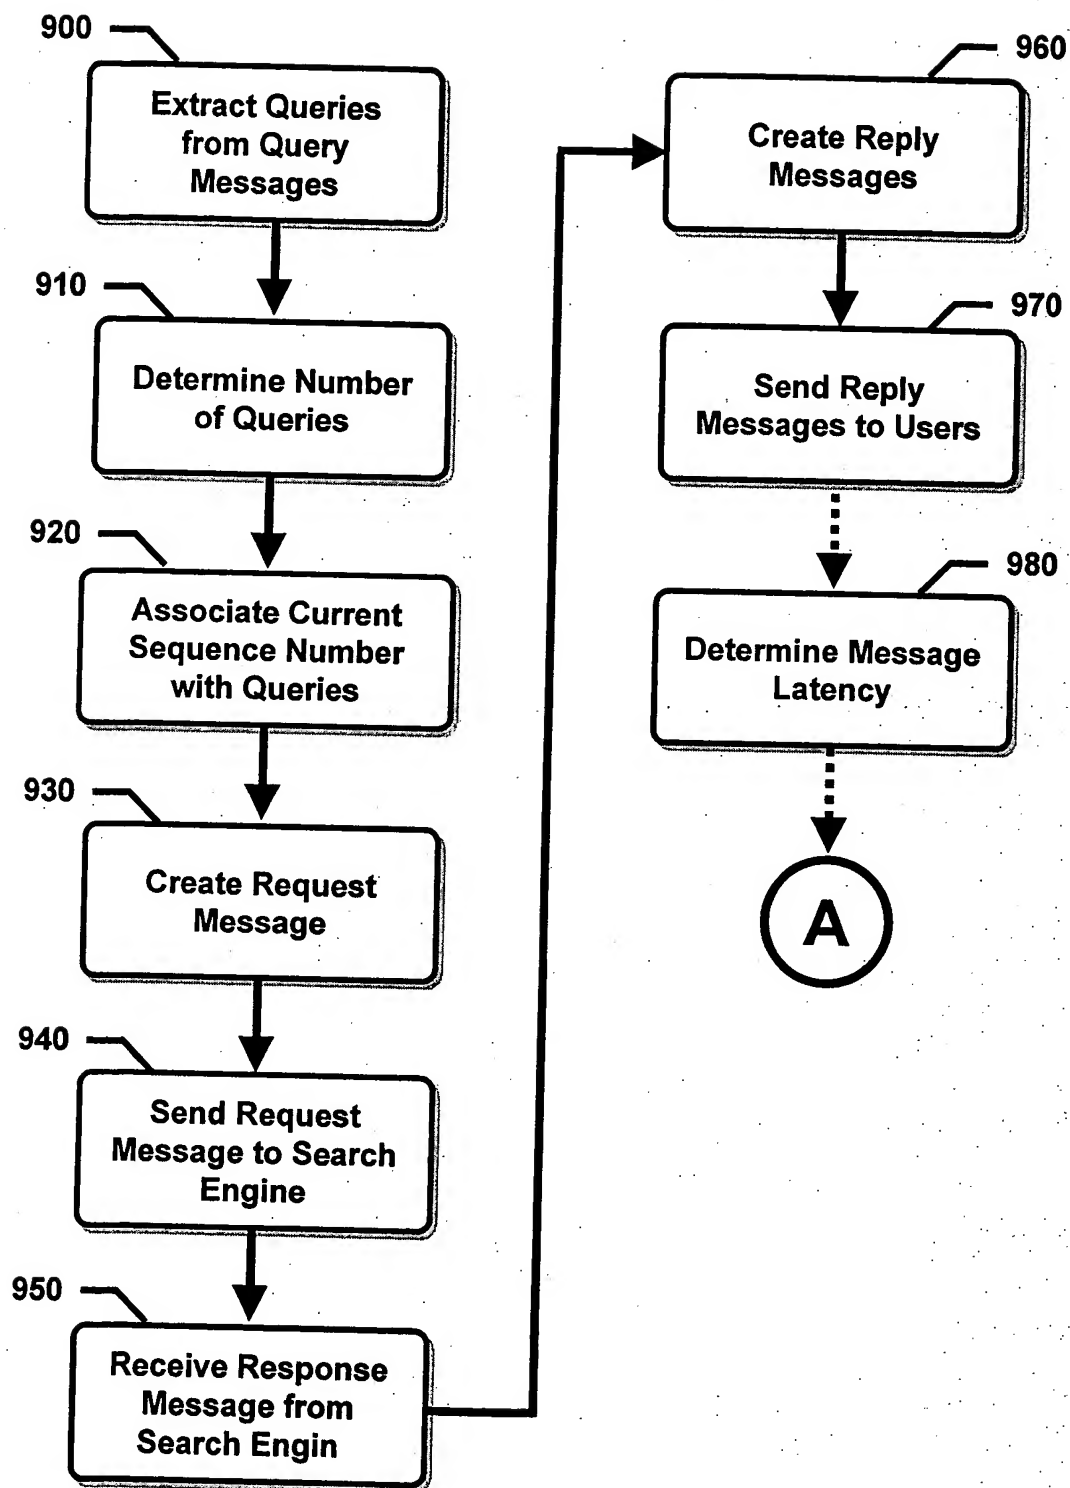 900
Extract Queries
from Query
Messages
910
Determine Number
of Queries
920
Associate Current
Sequence Number
with Queries
930
Create Request
Message
940
Send Request
Message to Search
Engine
950
Receive Response
Message from
Search Engin
960
Create Reply
Messages
970
Send Reply
Messages to Users
980
Determine Message
Latency
A